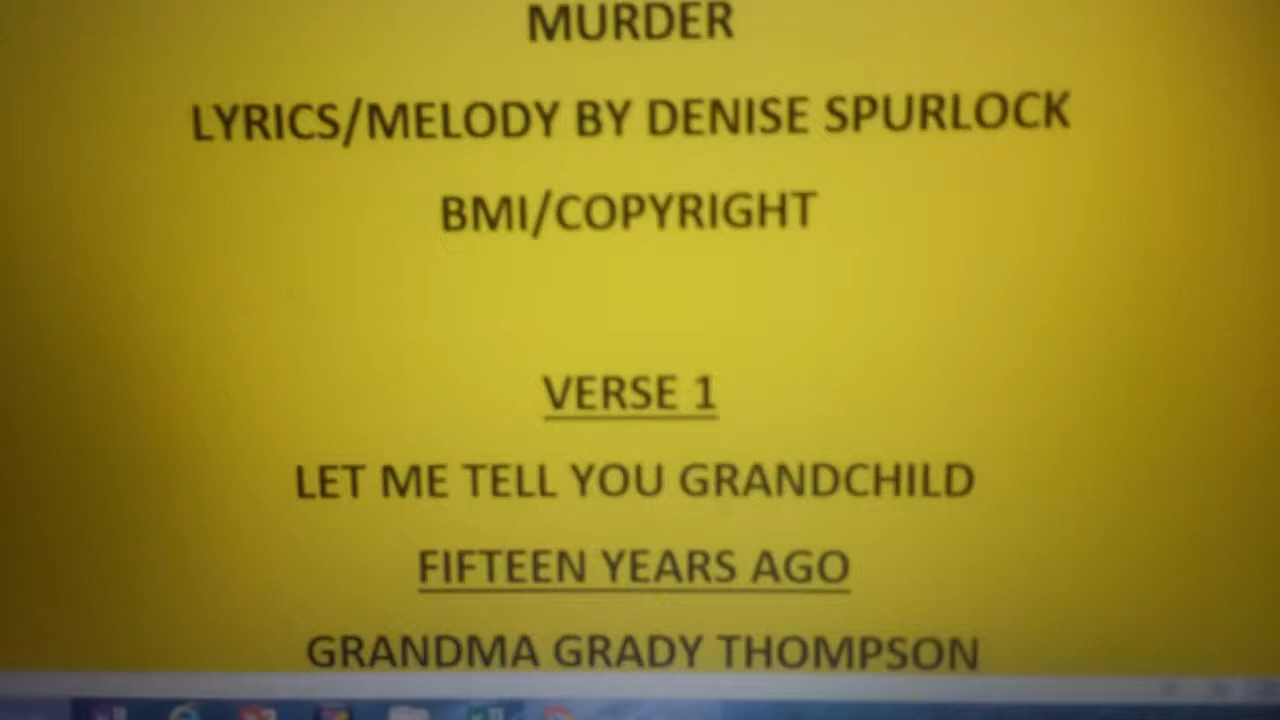 MURDER
LYRICS/MELODY BY DENISE SPURLOCK
BMI/COPYRIGHT
VERSE 1
LET ME TELL YOU GRANDCHILD
FIFTEEN YEARS AGO
GRANDMA GRADY THOMPSON